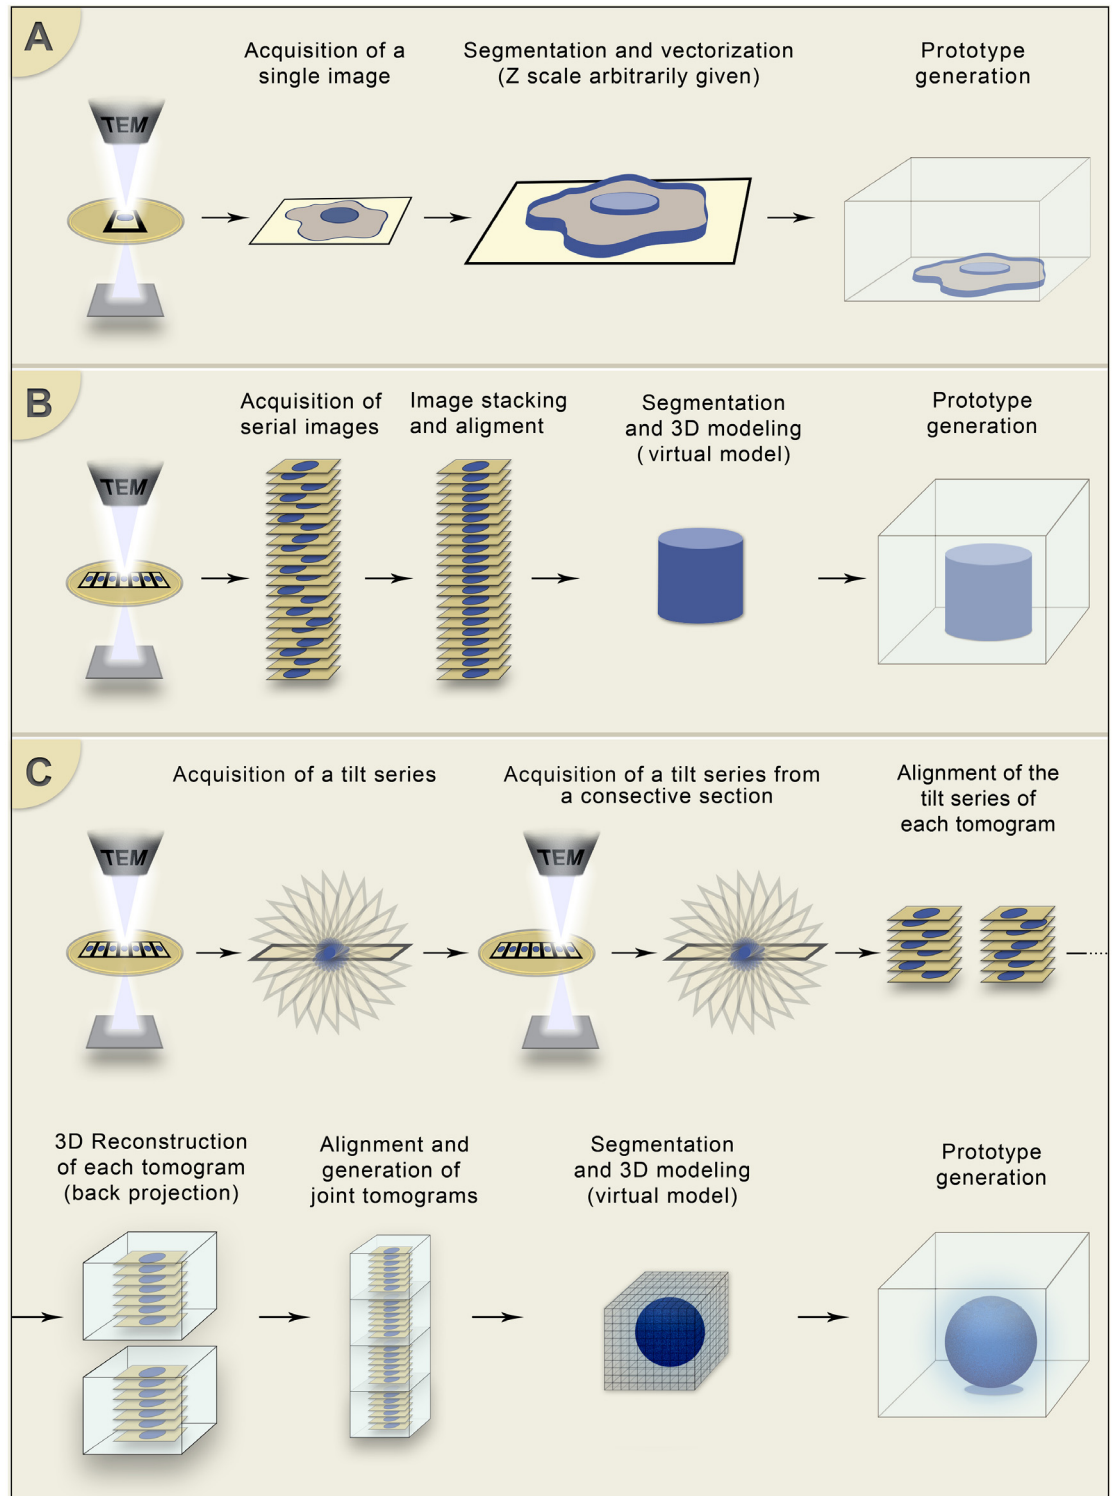 A
Acquisition of a
single image
Segmentation and vectorization
(Z scale arbitrarily given)
Prototype
generation
TEM
B
Acquisition of
serial images
Image stacking
and aligment
Segmentation
and 3D modeling
( virtual model)
Prototype
generation
TEM
C
Acquisition of a tilt series
Acquisition of a tilt series from
a consective section
Alignment of the
tilt series of
each tomogram
TEM
TEM
3D Reconstruction
of each tomogram
(back projection)
Alignment and
generation of
joint tomograms
Segmentation
and 3D modeling
(virtual model)
Prototype
generation